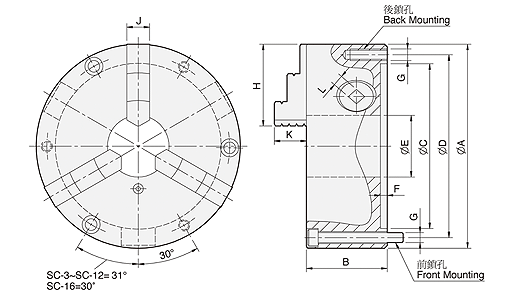 J
後鎖孔
Back Mounting
H
G
L
K
ØE
ØC
ØD
ØA
F
G
30°
B
SC-3~SC-12= 31°
SC-16=30°
前鎖孔
Front Mounting